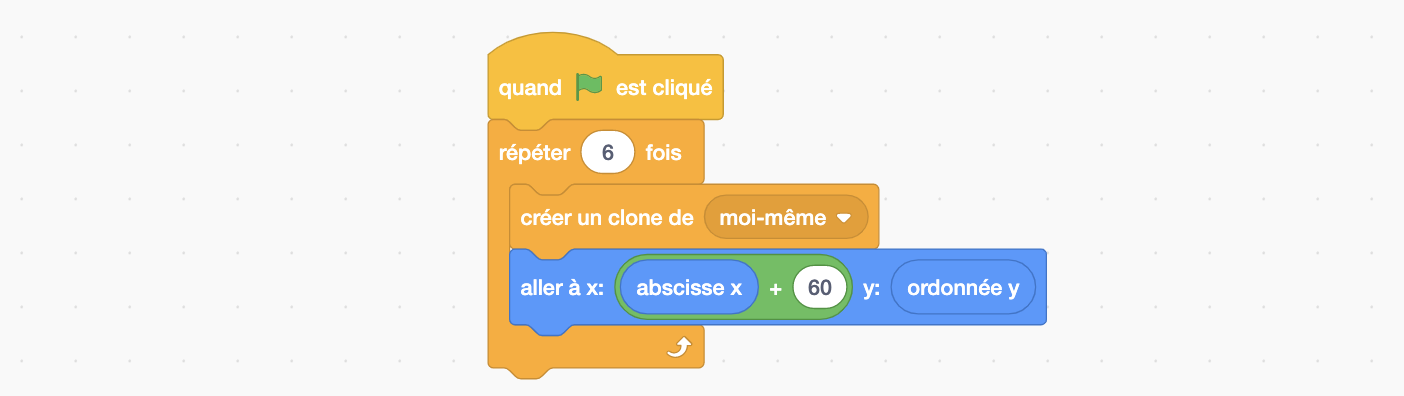 quand est cliqué
répéter 6 fois
créer un clone de moi-même
aller à x: abscisse x + 60 y: ordonnée y